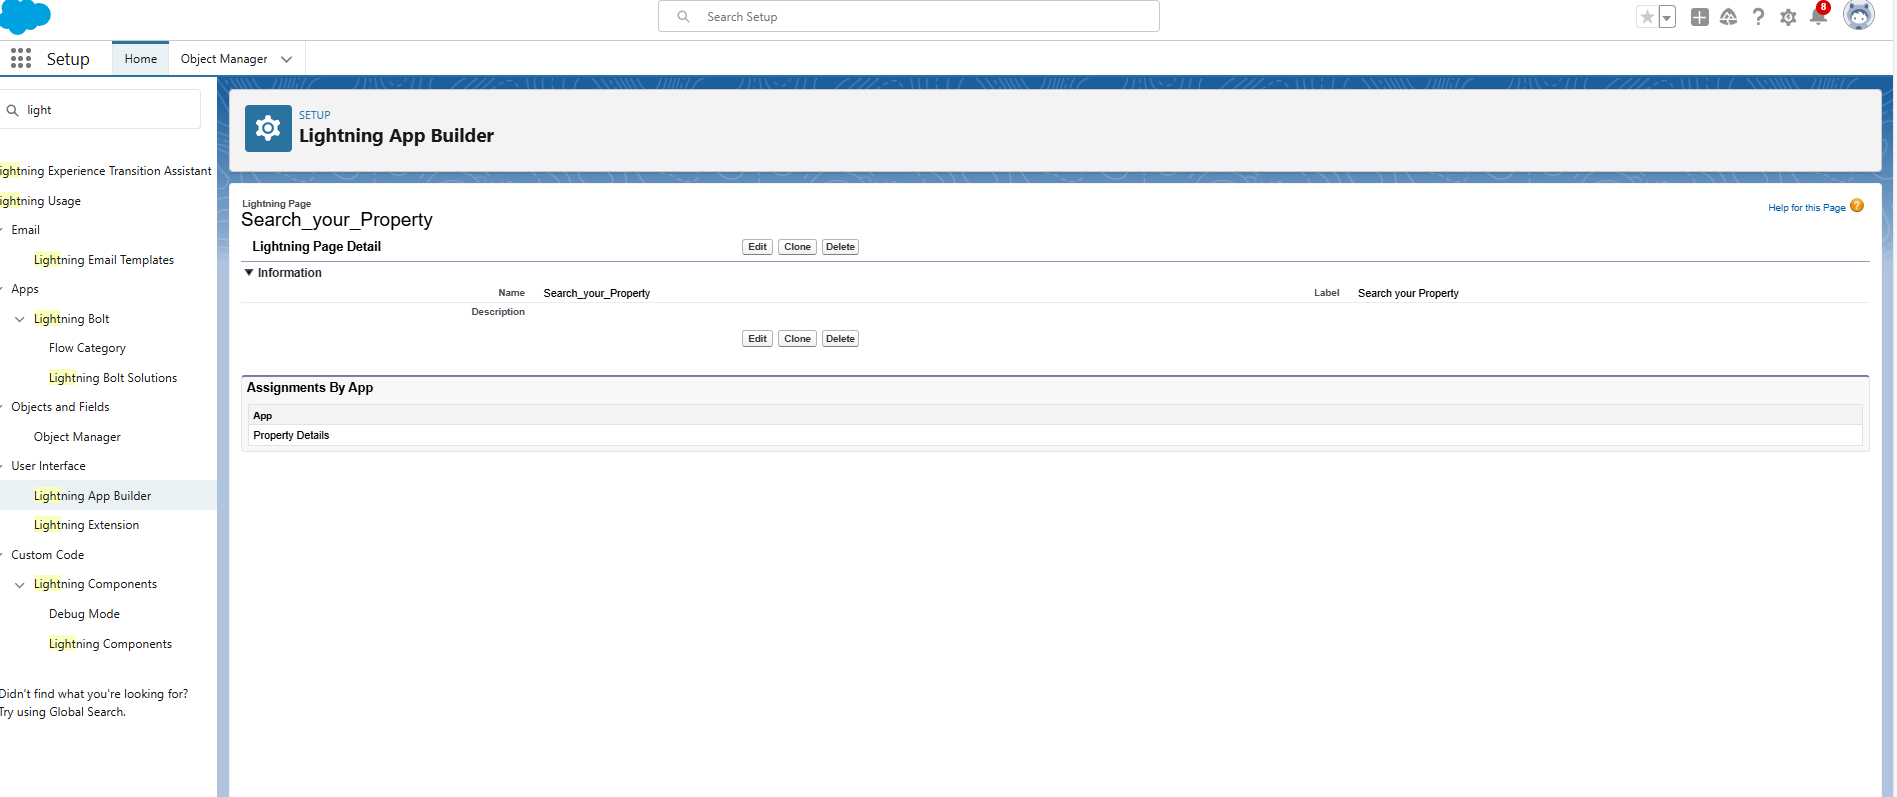 Search Setup
8
Setup
Home
Object Manager
light
ightning Experience Transition Assistant
ightning Usage
Email
Lightning Email Templates
Apps
Lightning Bolt
Flow Category
Lightning Bolt Solutions
Objects and Fields
Object Manager
User Interface
Lightning App Builder
Lightning Extension
Custom Code
Lightning Components
Debug Mode
Lightning Components
Didn't find what you're looking for?
Try using Global Search.
SETUP
Lightning App Builder
Lightning Page
Search_your_Property
Help for this Page ?
Lightning Page Detail
Edit Clone Delete
Information
Name Search_your_Property Label Search your Property
Description
Edit Clone Delete
Assignments By App
App
Property Details